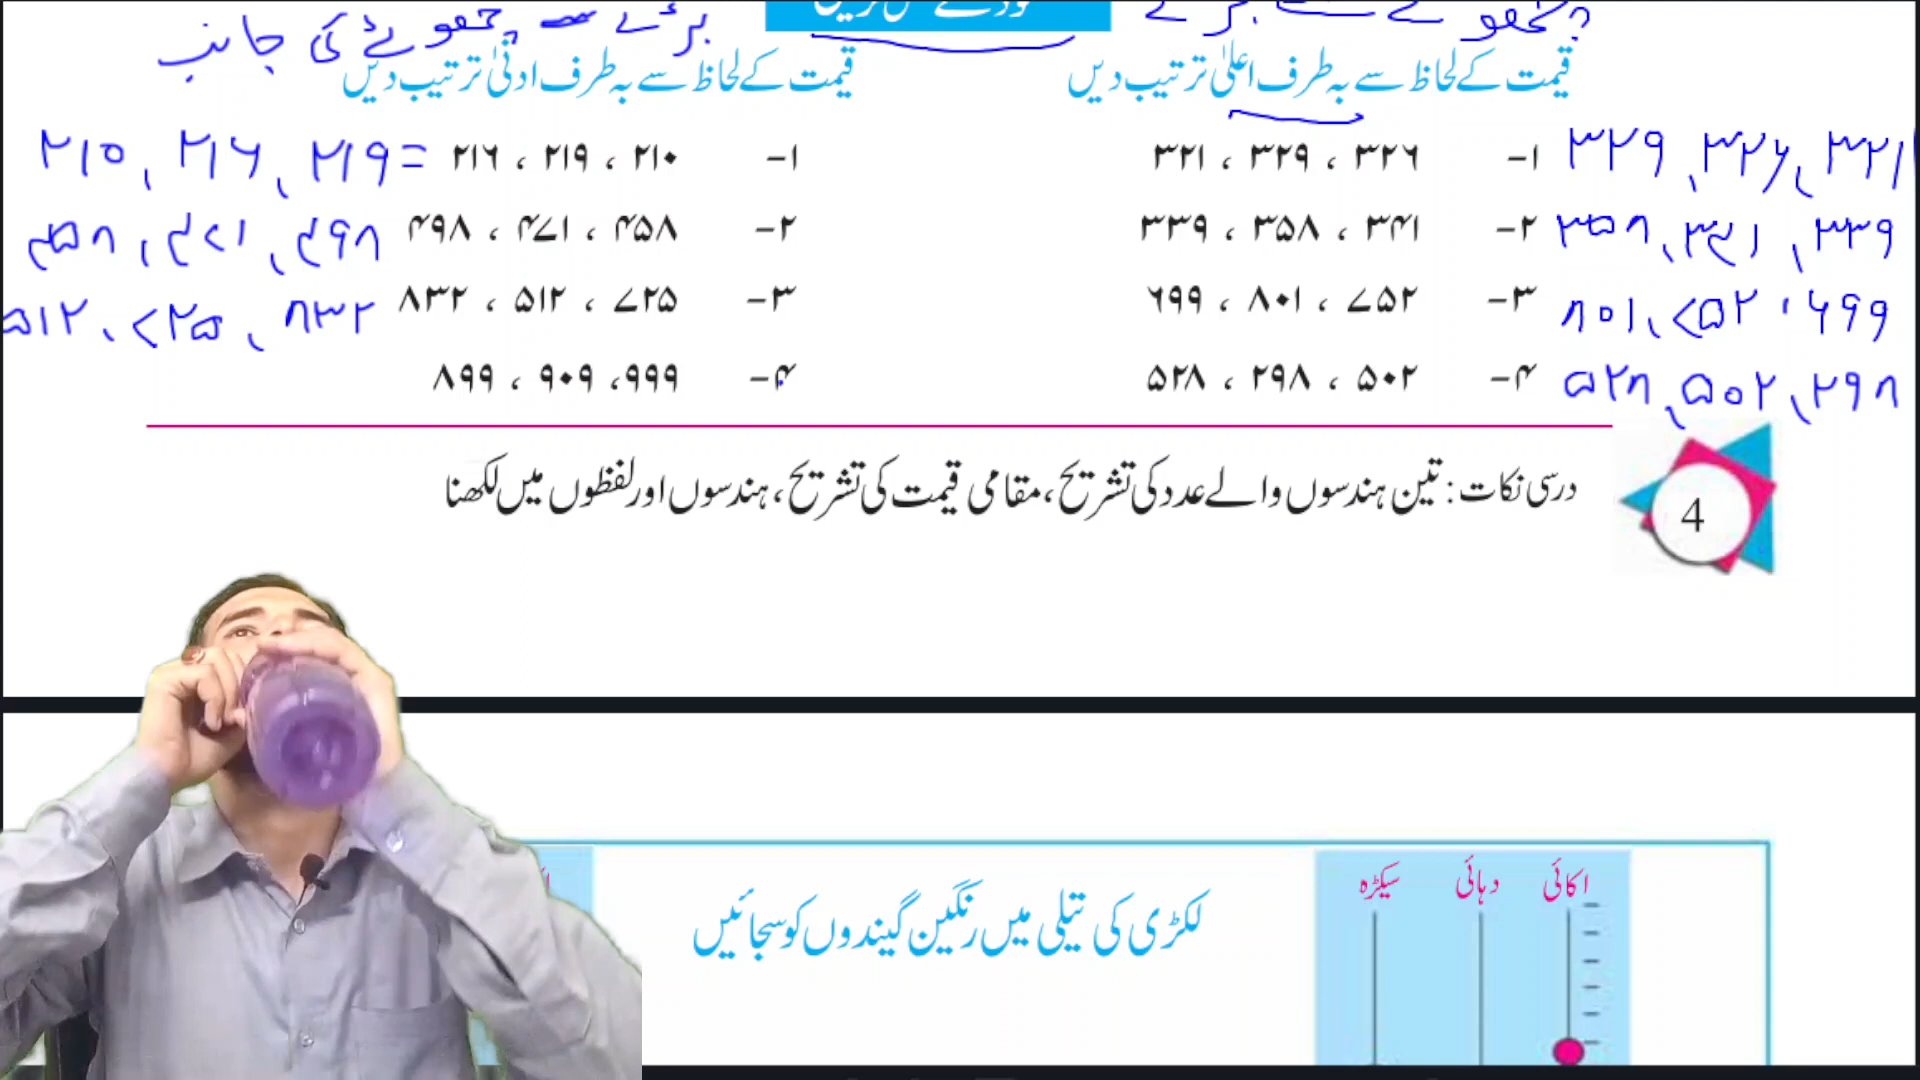 بڑے سے چھوٹے کی جانب
قیمت کے لحاظ سے بہ طرف اعلیٰ ترتیب دیں
قیمت کے لحاظ سے بہ طرف ادنیٰ ترتیب دیں
۱- ۳۲۶ ، ۳۲۹ ، ۳۲۱
۳۲۱، ۳۲۶، ۳۲۹
۲- ۳۴۱ ، ۳۵۸ ، ۳۳۹
۳۳۹، ۳۴۱، ۳۵۸
۳- ۷۵۲ ، ۸۰۱ ، ۶۹۹
۶۹۹، ۷۵۲، ۸۰۱
۴- ۵۰۲ ، ۲۹۸ ، ۵۲۸
۲۹۸، ۵۰۲، ۵۲۸
۱- ۲۱۰ ، ۲۱۹ ، ۲۱۶
= ۲۱۹، ۲۱۶، ۲۱۰
۲- ۴۵۸ ، ۴۷۱ ، ۴۹۸
۴۹۸، ۴۷۱، ۴۵۸
۳- ۷۲۵ ، ۵۱۲ ، ۸۳۲
۸۳۲، ۷۲۵، ۵۱۲
۴- ۹۹۹، ۹۰۹ ، ۸۹۹
درسی نکات : تین ہندسوں والے عدد کی تشریح ، مقامی قیمت کی تشریح ، ہندسوں اور لفظوں میں لکھنا
4
لکڑی کی تیلی میں رنگین گیندوں کو سجائیں
اکائی دہائی سیکڑہ